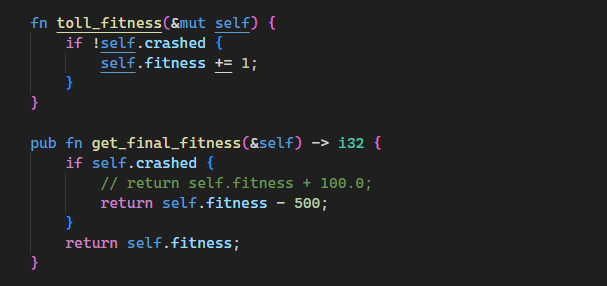 fn toll_fitness(&mut self) {
    if !self.crashed {
        self.fitness += 1;
    }
}

pub fn get_final_fitness(&self) -> i32 {
    if self.crashed {
        // return self.fitness + 100.0;
        return self.fitness - 500;
    }
    return self.fitness;
}